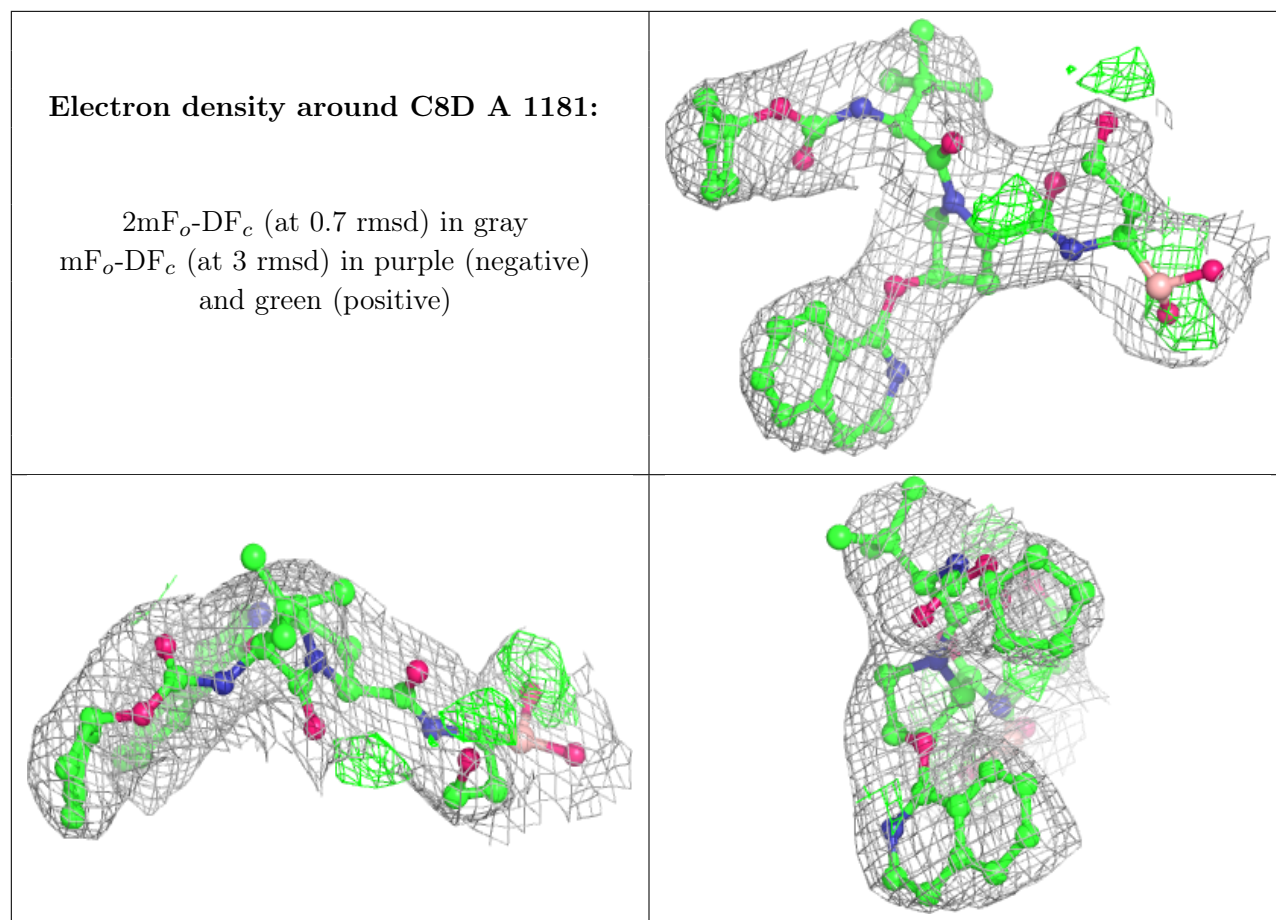 Electron density around C8D A 1181:
2mFo-DFc (at 0.7 rmsd) in gray
mFo-DFc (at 3 rmsd) in purple (negative)
and green (positive)